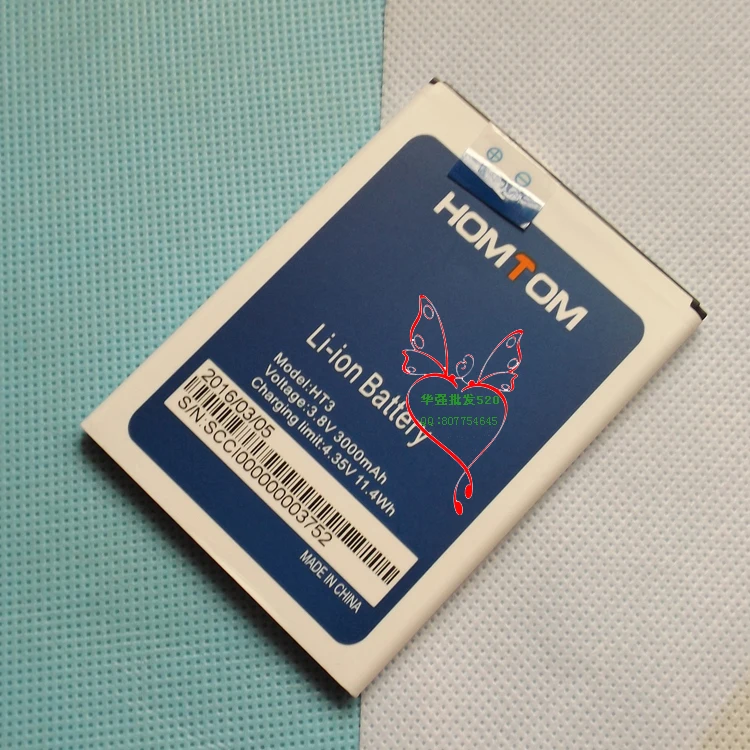 ⊕ ⊖
HOMTOM
Li-ion Battery
Model:HT3
Voltage:3.8V 3000mAh
Charging limit:4.35V 11.4Wh
2016/03/05
S/N:SCCI000000003752
MADE IN CHINA
华强批发520
QQ:807754645